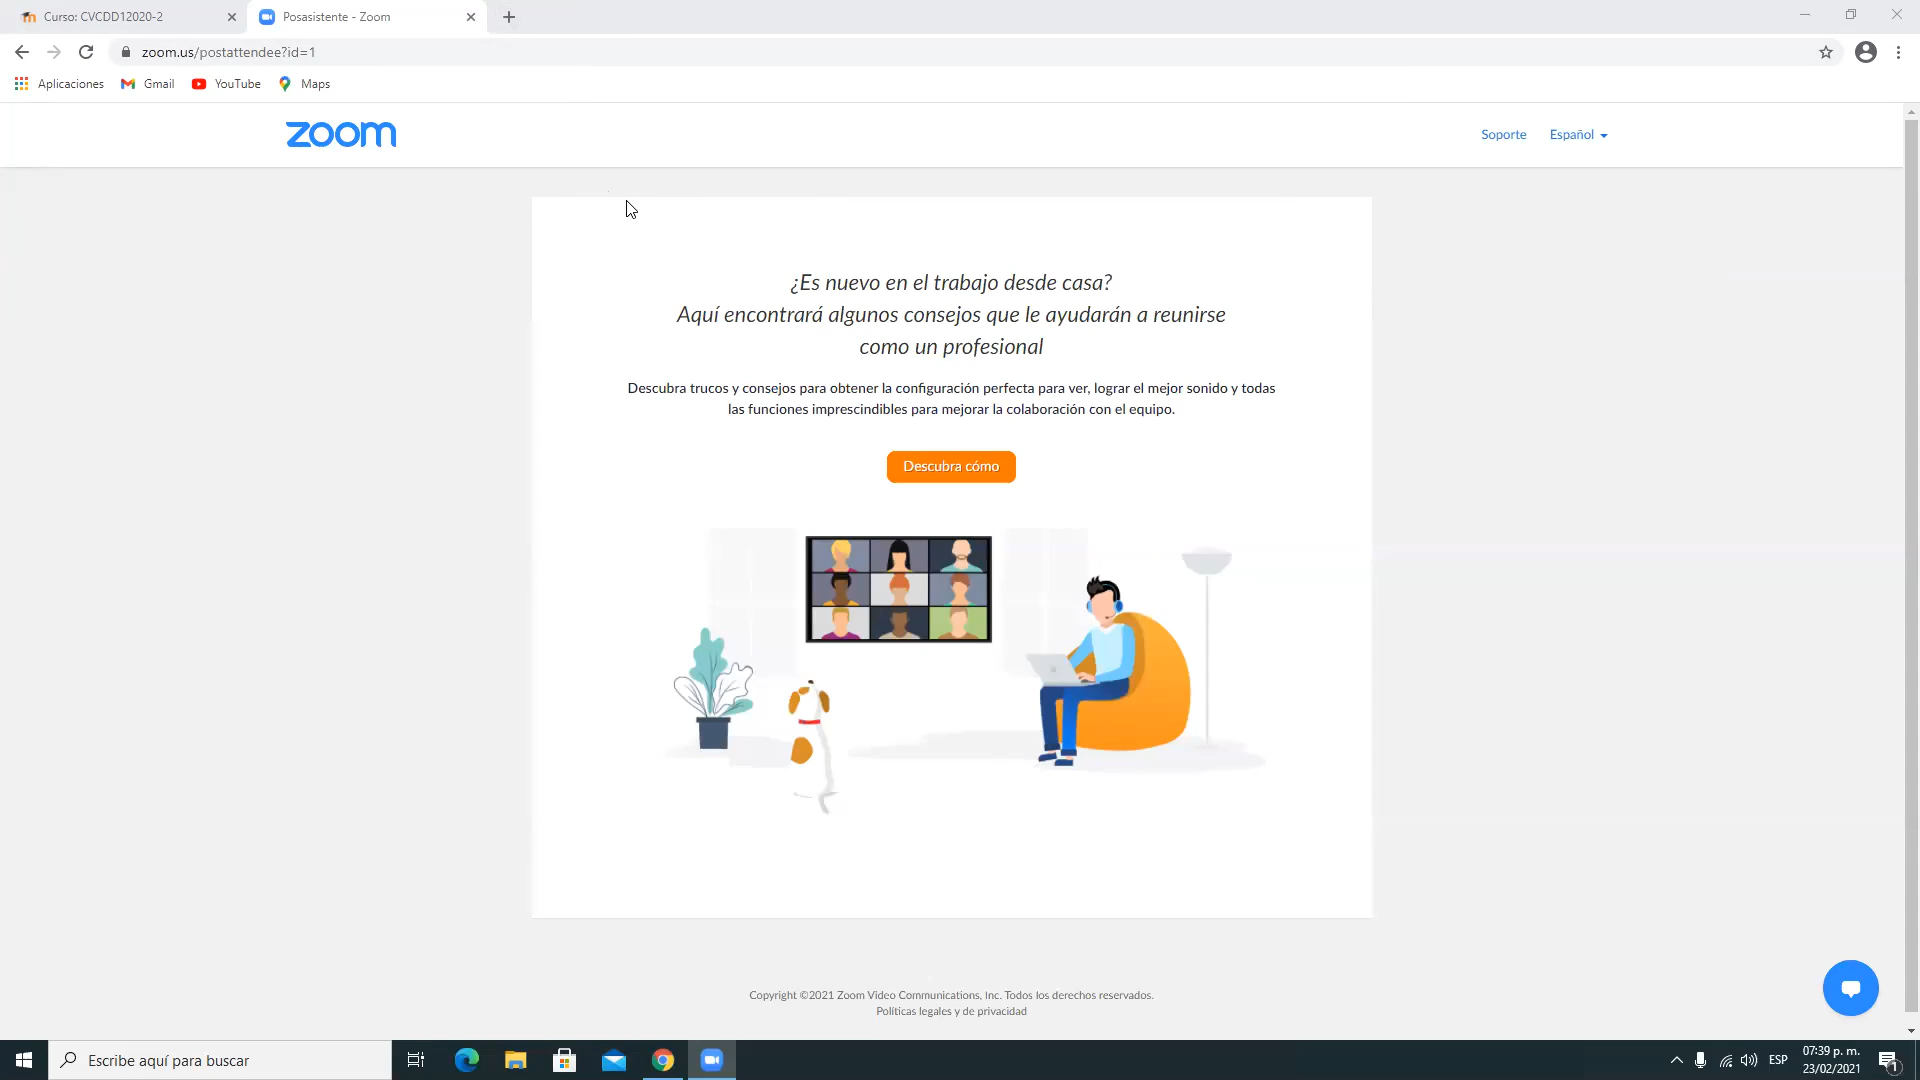 Curso: CVCDD12020-2
Posasistente - Zoom
zoom.us/postattendee?id=1
Aplicaciones
Gmail
YouTube
Maps
zoom
Soporte
Español
¿Es nuevo en el trabajo desde casa?
Aquí encontrará algunos consejos que le ayudarán a reunirse
como un profesional
Descubra trucos y consejos para obtener la configuración perfecta para ver, lograr el mejor sonido y todas
las funciones imprescindibles para mejorar la colaboración con el equipo.
Descubra cómo
Copyright ©2021 Zoom Video Communications, Inc. Todos los derechos reservados.
Políticas legales y de privacidad
Escribe aquí para buscar
ESP
07:39 p. m.
23/02/2021
1